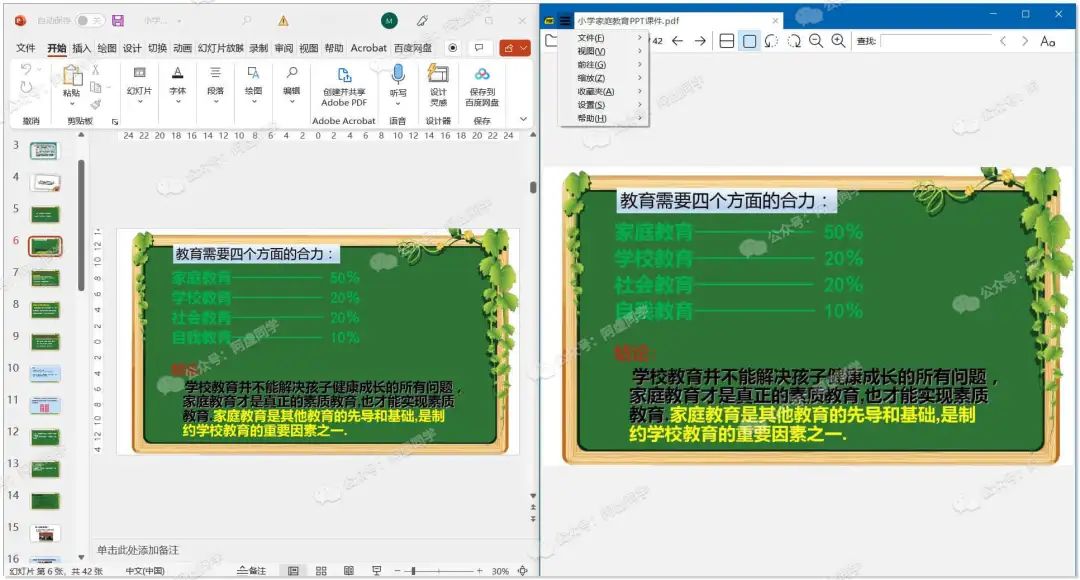 自动保存 关
小学...
M
文件 开始 插入 绘图 设计 切换 动画 幻灯片放映 录制 审阅 视图 帮助 Acrobat 百度网盘
粘贴
幻灯片
字体
段落
绘图
编辑
创建并共享
Adobe PDF
听写
设计
灵感
保存到
百度网盘
撤消
剪贴板
Adobe Acrobat
语音
设计器
保存
24 22 20 18 16 14 12 10 8 6 4 2 0 2 4 6 8 10 12 14 16 18 20 22 24
3
4
5
6
7
8
9
10
11
12
13
14
15
16
教育需要四个方面的合力：
家庭教育 50%
学校教育 20%
社会教育 20%
自我教育 10%
结论:
学校教育并不能解决孩子健康成长的所有问题，
家庭教育才是真正的素质教育,也才能实现素质
教育.家庭教育是其他教育的先导和基础,是制
约学校教育的重要因素之一.
单击此处添加备注
幻灯片 第 6 张，共 42 张 中文(中国) 备注 30%
小学家庭教育PPT课件.pdf
42
查找:
文件(F)
视图(V)
前往(G)
缩放(Z)
收藏夹(A)
设置(S)
帮助(H)
教育需要四个方面的合力：
家庭教育 50%
学校教育 20%
社会教育 20%
自我教育 10%
结论:
学校教育并不能解决孩子健康成长的所有问题，
家庭教育才是真正的素质教育,也才能实现素质
教育.家庭教育是其他教育的先导和基础,是制
约学校教育的重要因素之一.
公众号：阿虚同学